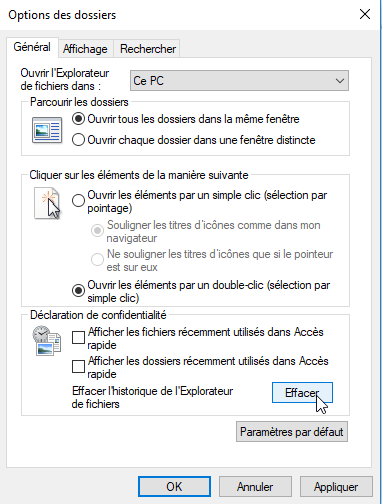 Options des dossiers
Général Affichage Rechercher
Ouvrir l'Explorateur
de fichiers dans :
Ce PC
Parcourir les dossiers
Ouvrir tous les dossiers dans la même fenêtre
Ouvrir chaque dossier dans une fenêtre distincte
Cliquer sur les éléments de la manière suivante
Ouvrir les éléments par un simple clic (sélection par
pointage)
Souligner les titres d'icônes comme dans mon
navigateur
Ne souligner les titres d'icônes que si le pointeur
est sur eux
Ouvrir les éléments par un double-clic (sélection par
simple clic)
Déclaration de confidentialité
Afficher les fichiers récemment utilisés dans Accès
rapide
Afficher les dossiers récemment utilisés dans Accès
rapide
Effacer l'historique de l'Explorateur
de fichiers
Effacer
Paramètres par défaut
OK Annuler Appliquer